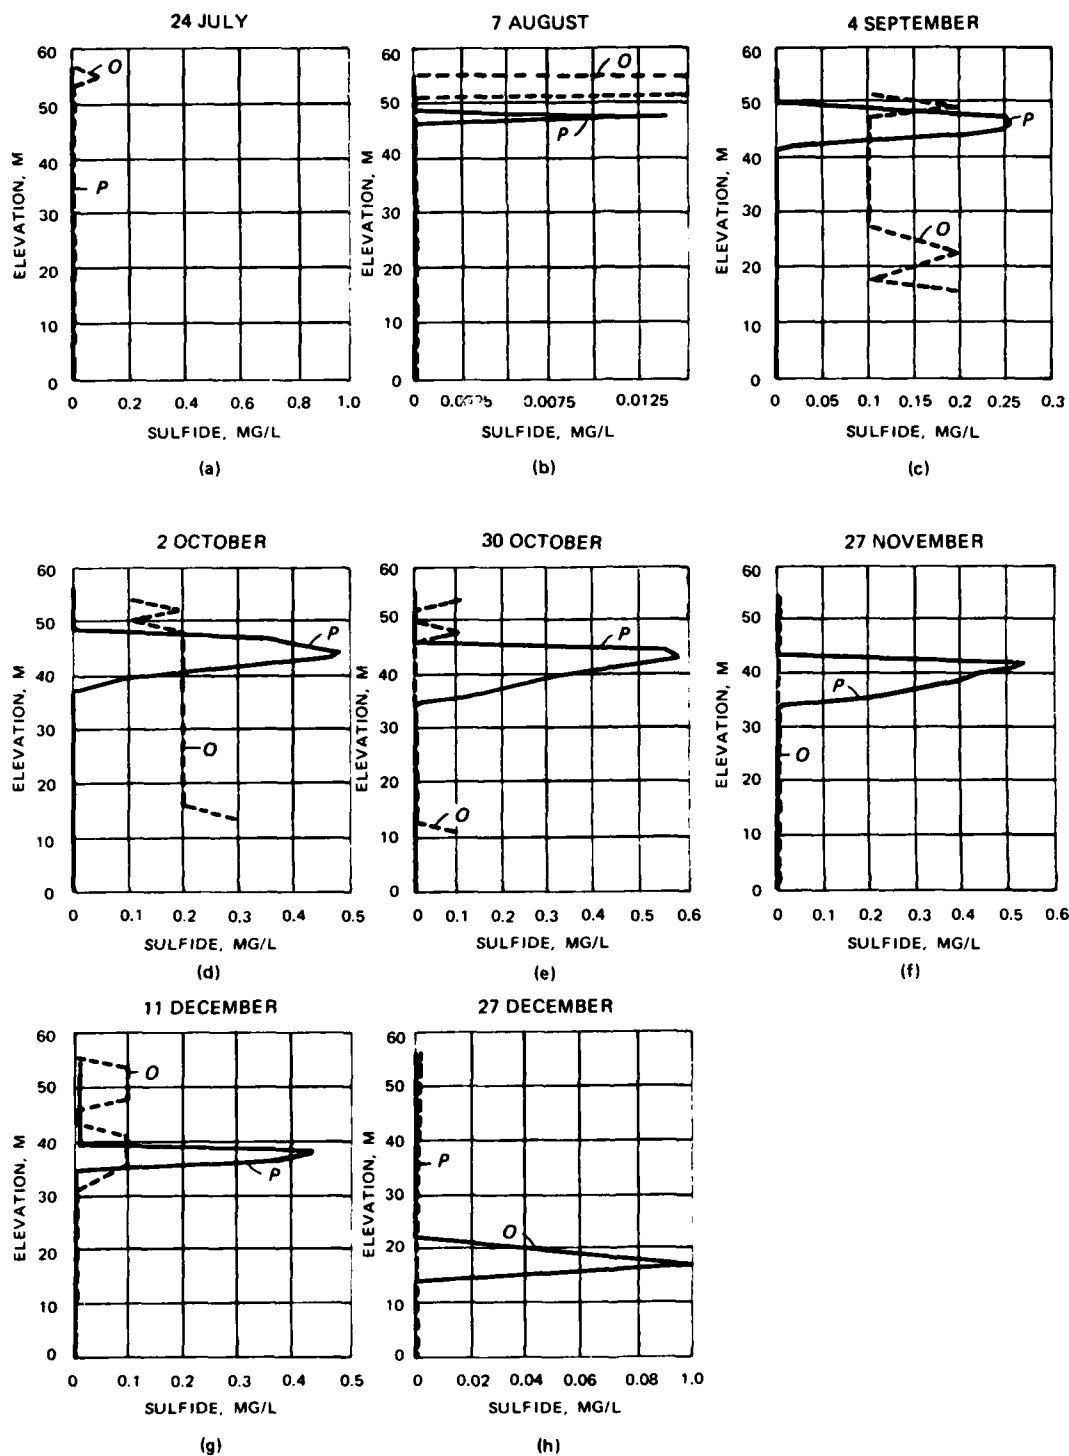 24 JULY
7 AUGUST
4 SEPTEMBER
60
50
40
30
20
10
0
ELEVATION, M
O
P
0 0.2 0.4 0.6 0.8 1.0
SULFIDE, MG/L
(a)
60
50
40
30
20
10
0
ELEVATION, M
O
P
0 0.0075 0.0125
SULFIDE, MG/L
(b)
60
50
40
30
20
10
0
ELEVATION, M
P
O
0 0.05 0.1 0.15 0.2 0.25 0.3
SULFIDE, MG/L
(c)
2 OCTOBER
30 OCTOBER
27 NOVEMBER
60
50
40
30
20
10
0
ELEVATION, M
P
O
0 0.1 0.2 0.3 0.4 0.5
SULFIDE, MG/L
(d)
60
50
40
30
20
10
0
ELEVATION, M
P
O
0 0.1 0.2 0.3 0.4 0.5 0.6
SULFIDE, MG/L
(e)
60
50
40
30
20
10
0
ELEVATION, M
P
O
0 0.1 0.2 0.3 0.4 0.5 0.6
SULFIDE, MG/L
(f)
11 DECEMBER
27 DECEMBER
60
50
40
30
20
10
0
ELEVATION, M
O
P
0 0.1 0.2 0.3 0.4 0.5
SULFIDE, MG/L
(g)
60
50
40
30
20
10
0
ELEVATION, M
P
O
0 0.02 0.04 0.06 0.08 1.0
SULFIDE, MG/L
(h)